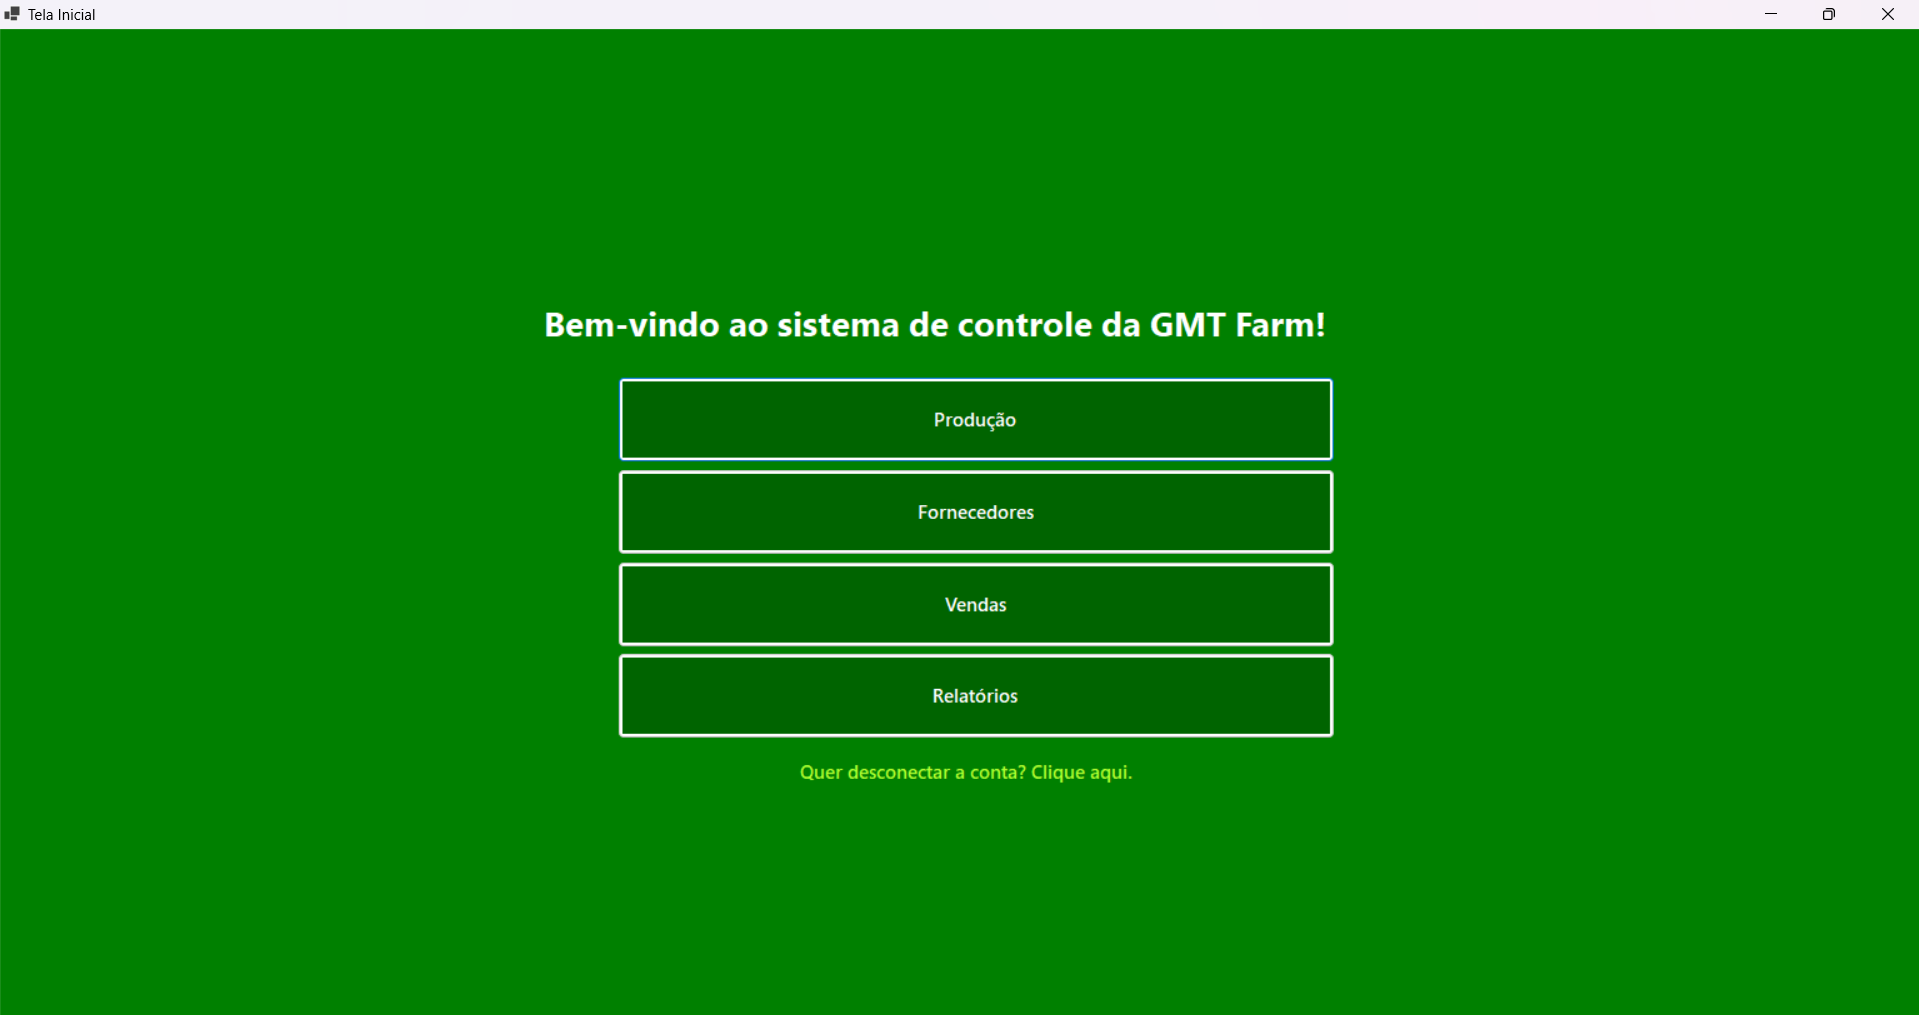 Tela Inicial
Bem-vindo ao sistema de controle da GMT Farm!
Produção
Fornecedores
Vendas
Relatórios
Quer desconectar a conta? Clique aqui.